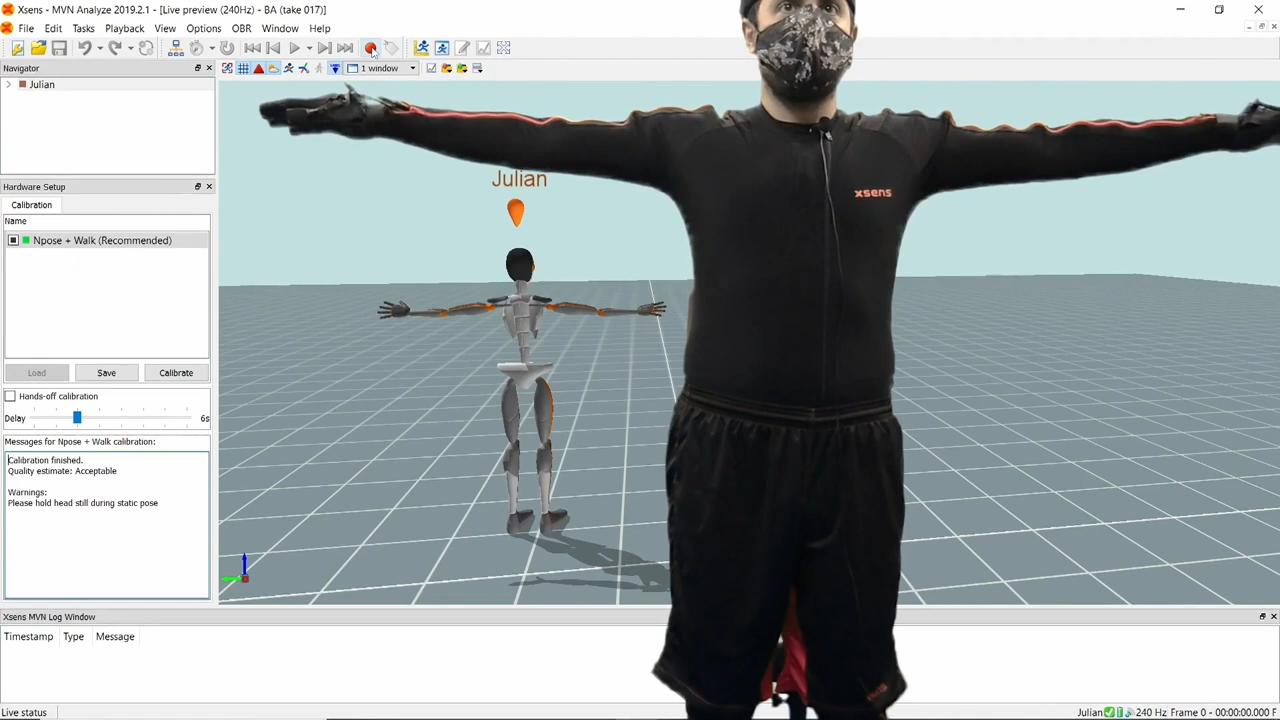 Xsens - MVN Analyze 2019.2.1 - [Live preview (240Hz) - BA (take 017)]
File Edit Tasks Playback View Options OBR Window Help
Navigator
1 window
Julian
Hardware Setup
Calibration
Name
Npose + Walk (Recommended)
Load Save Calibrate
Hands-off calibration
Delay 6s
Messages for Npose + Walk calibration:
Calibration finished.
Quality estimate: Acceptable
Warnings:
Please hold head still during static pose
Julian
xsens
Xsens MVN Log Window
Timestamp Type Message
Live status
Julian 240 Hz Frame 0 - 00:00:00.000 F